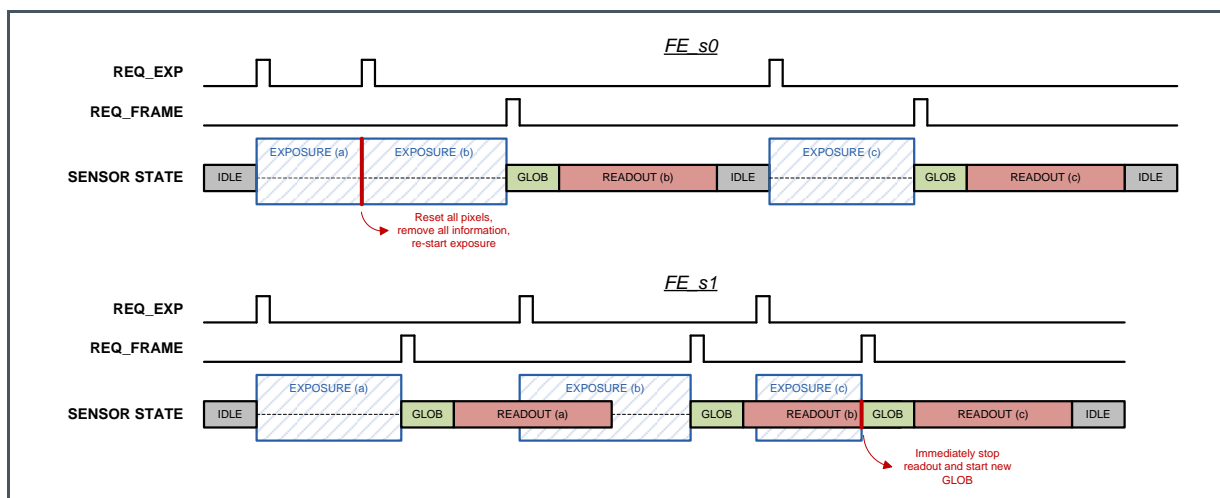 FE_s0
REQ_EXP
REQ_FRAME
EXPOSURE (a) EXPOSURE (b) EXPOSURE (c)
SENSOR STATE IDLE GLOB READOUT (b) IDLE GLOB READOUT (c) IDLE
Reset all pixels,
remove all information,
re-start exposure
FE_s1
REQ_EXP
REQ_FRAME
EXPOSURE (a) EXPOSURE (b) EXPOSURE (c)
SENSOR STATE IDLE GLOB READOUT (a) GLOB READOUT (b) GLOB READOUT (c) IDLE
Immediately stop
readout and start new
GLOB